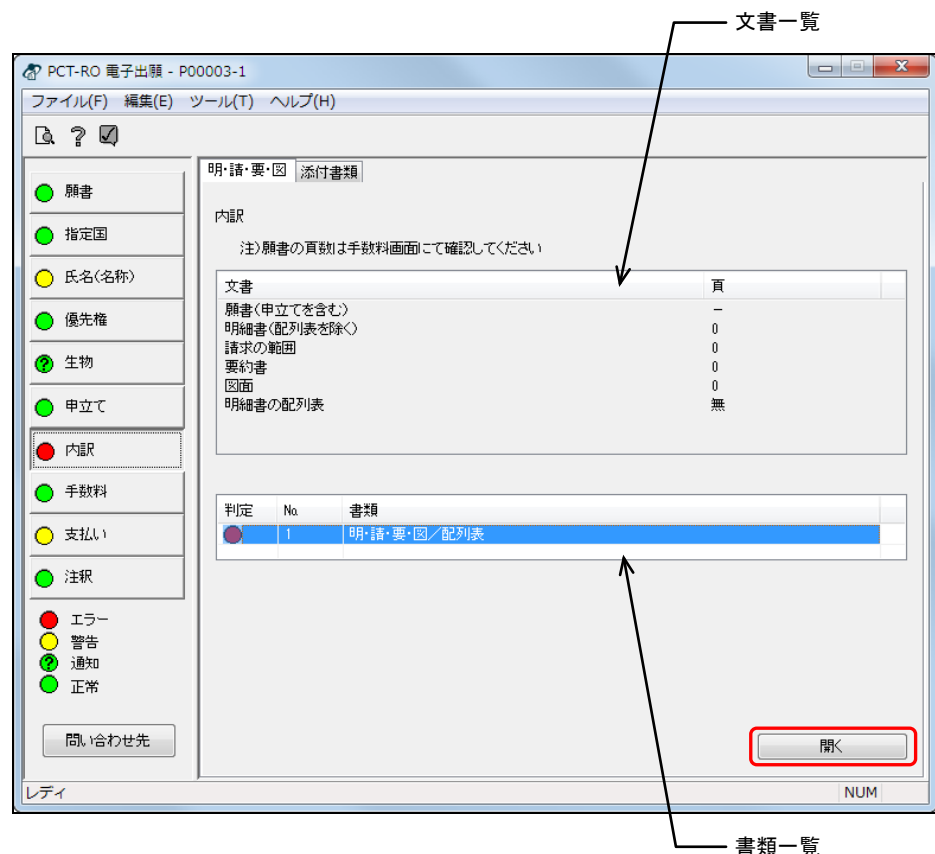 文書一覧
PCT-RO 電子出願 - P00003-1
ファイル(F) 編集(E) ツール(T) ヘルプ(H)
願書
指定国
氏名(名称)
優先権
生物
申立て
内訳
手数料
支払い
注釈
エラー
警告
通知
正常
問い合わせ先
明・請・要・図 添付書類
内訳
注)願書の頁数は手数料画面にて確認してください
文書 頁
願書(申立てを含む) −
明細書(配列表を除く) 0
請求の範囲 0
要約書 0
図面 0
明細書の配列表 無
判定 No. 書類
1 明・請・要・図/配列表
開く
レディ NUM
書類一覧